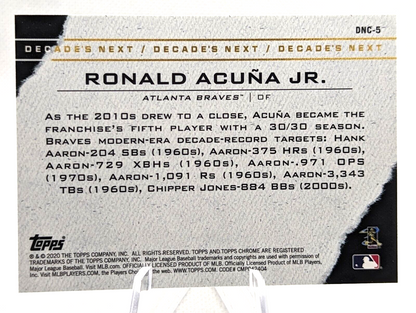 DNC-5
DECADE'S NEXT / DECADE'S NEXT / DECADE'S NEXT
RONALD ACUÑA JR.
ATLANTA BRAVES™ | OF
AS THE 2010S DREW TO A CLOSE, ACUÑA BECAME THE
FRANCHISE'S FIFTH PLAYER WITH A 30/30 SEASON.
BRAVES MODERN-ERA DECADE-RECORD TARGETS: HANK
AARON-204 SBS (1960S), AARON-375 HRS (1960S),
AARON-729 XBHS (1960S), AARON-.971 OPS
(1970S), AARON-1,091 RS (1960S), AARON-3,343
TBS (1960S), CHIPPER JONES-884 BBS (2000S).
topps
® & © 2020 THE TOPPS COMPANY, INC. ALL RIGHTS RESERVED. TOPPS AND TOPPS CHROME ARE REGISTERED
TRADEMARKS OF THE TOPPS COMPANY, INC. Major League Baseball trademarks and copyrights are used with permission of
Major League Baseball. Visit MLB.com. OFFICIALLY LICENSED PRODUCT OF MLB Players, Inc.
Visit MLBPLAYERS.com, the Players Choice on the web. WWW.TOPPS.COM. CODE#